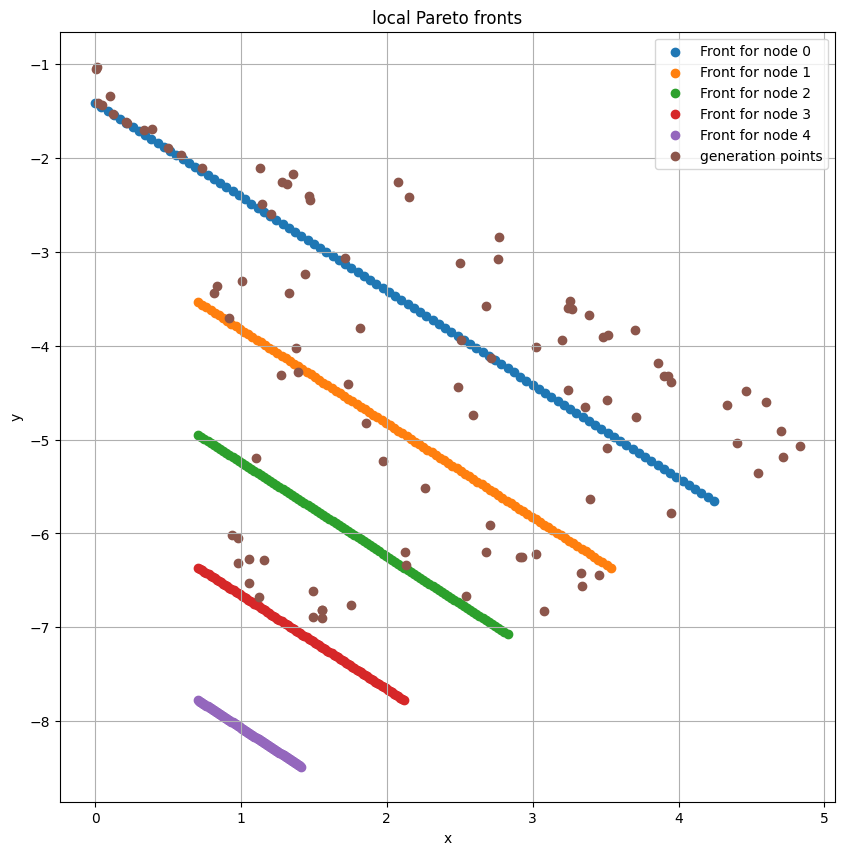 local Pareto fronts
Front for node 0
Front for node 1
Front for node 2
Front for node 3
Front for node 4
generation points
−1
−2
−3
−4
−5
−6
−7
−8
y
0 1 2 3 4 5
x